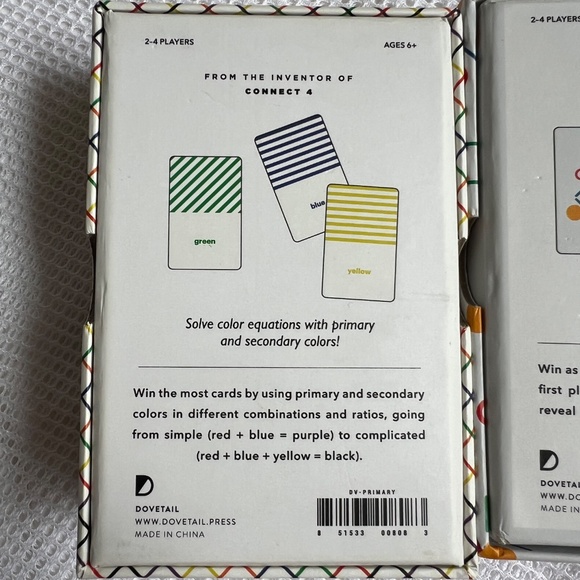 2-4 PLAYERS
AGES 6+
FROM THE INVENTOR OF
CONNECT 4
green
blue
yellow
Solve color equations with primary
and secondary colors!
Win the most cards by using primary and secondary
colors in different combinations and ratios, going
from simple (red + blue = purple) to complicated
(red + blue + yellow = black).
DOVETAIL
WWW.DOVETAIL.PRESS
MADE IN CHINA
DV-PRIMARY
8 51533 00808 3
2-4 PLAYERS
Win as
first pl
reveal
DOVETA
WWW.DO
MADE IN